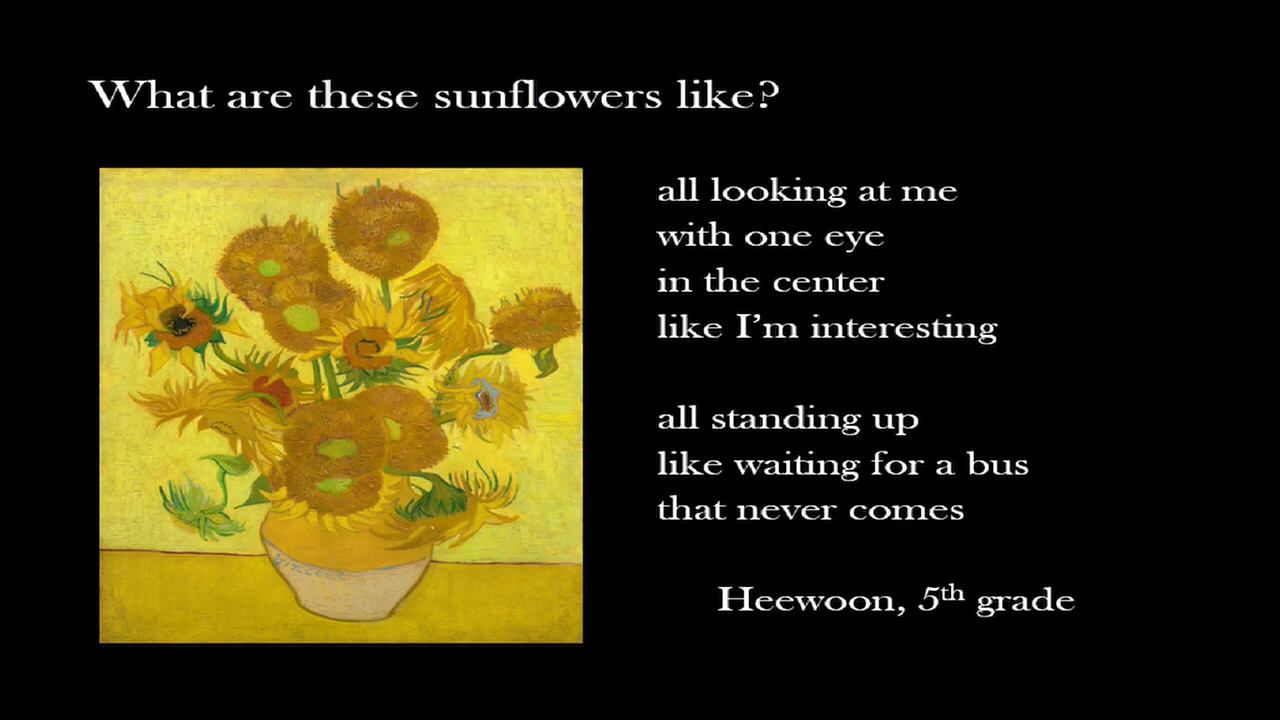 What are these sunflowers like?
all looking at me
with one eye
in the center
like I’m interesting
all standing up
like waiting for a bus
that never comes
Heewoon, 5th grade
Vincent